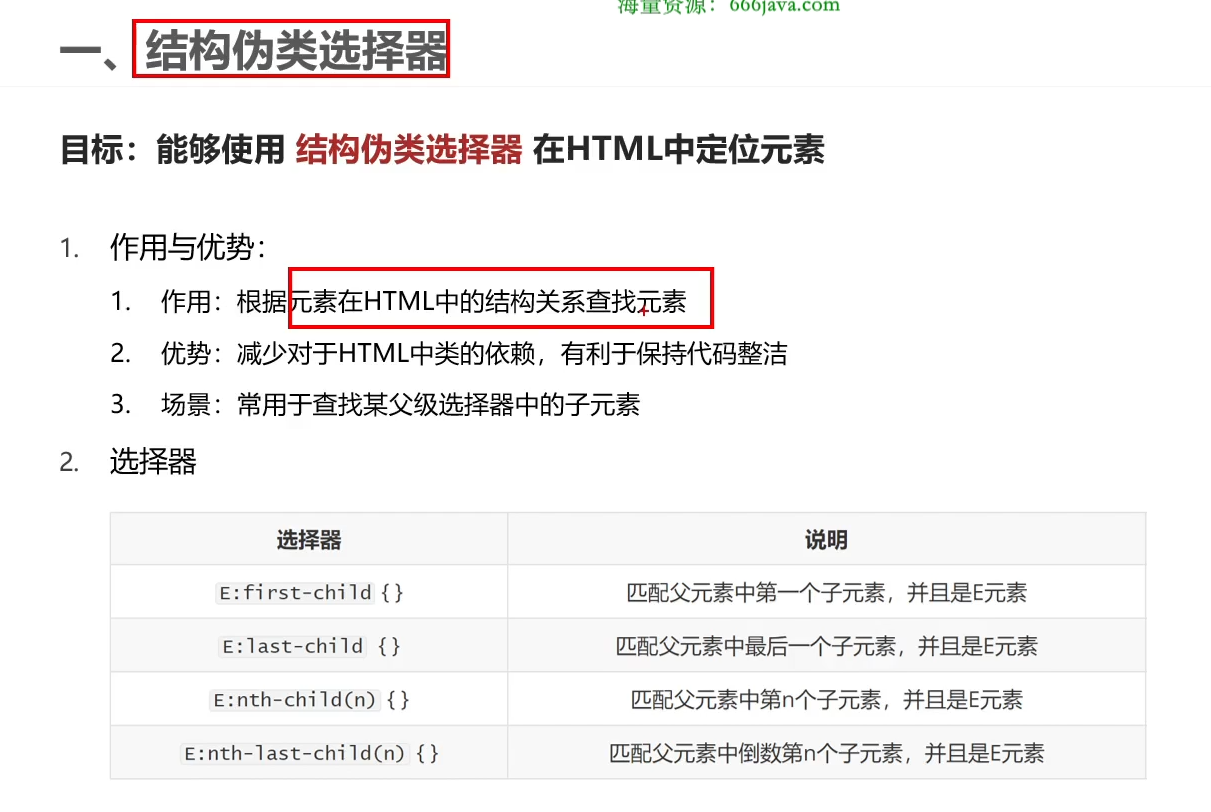 海量资源：666java.com
一、结构伪类选择器
目标：能够使用 结构伪类选择器 在HTML中定位元素
1. 作用与优势：
1. 作用：根据元素在HTML中的结构关系查找元素
2. 优势：减少对于HTML中类的依赖，有利于保持代码整洁
3. 场景：常用于查找某父级选择器中的子元素
2. 选择器
选择器 说明
E:first-child {} 匹配父元素中第一个子元素，并且是E元素
E:last-child {} 匹配父元素中最后一个子元素，并且是E元素
E:nth-child(n) {} 匹配父元素中第n个子元素，并且是E元素
E:nth-last-child(n) {} 匹配父元素中倒数第n个子元素，并且是E元素